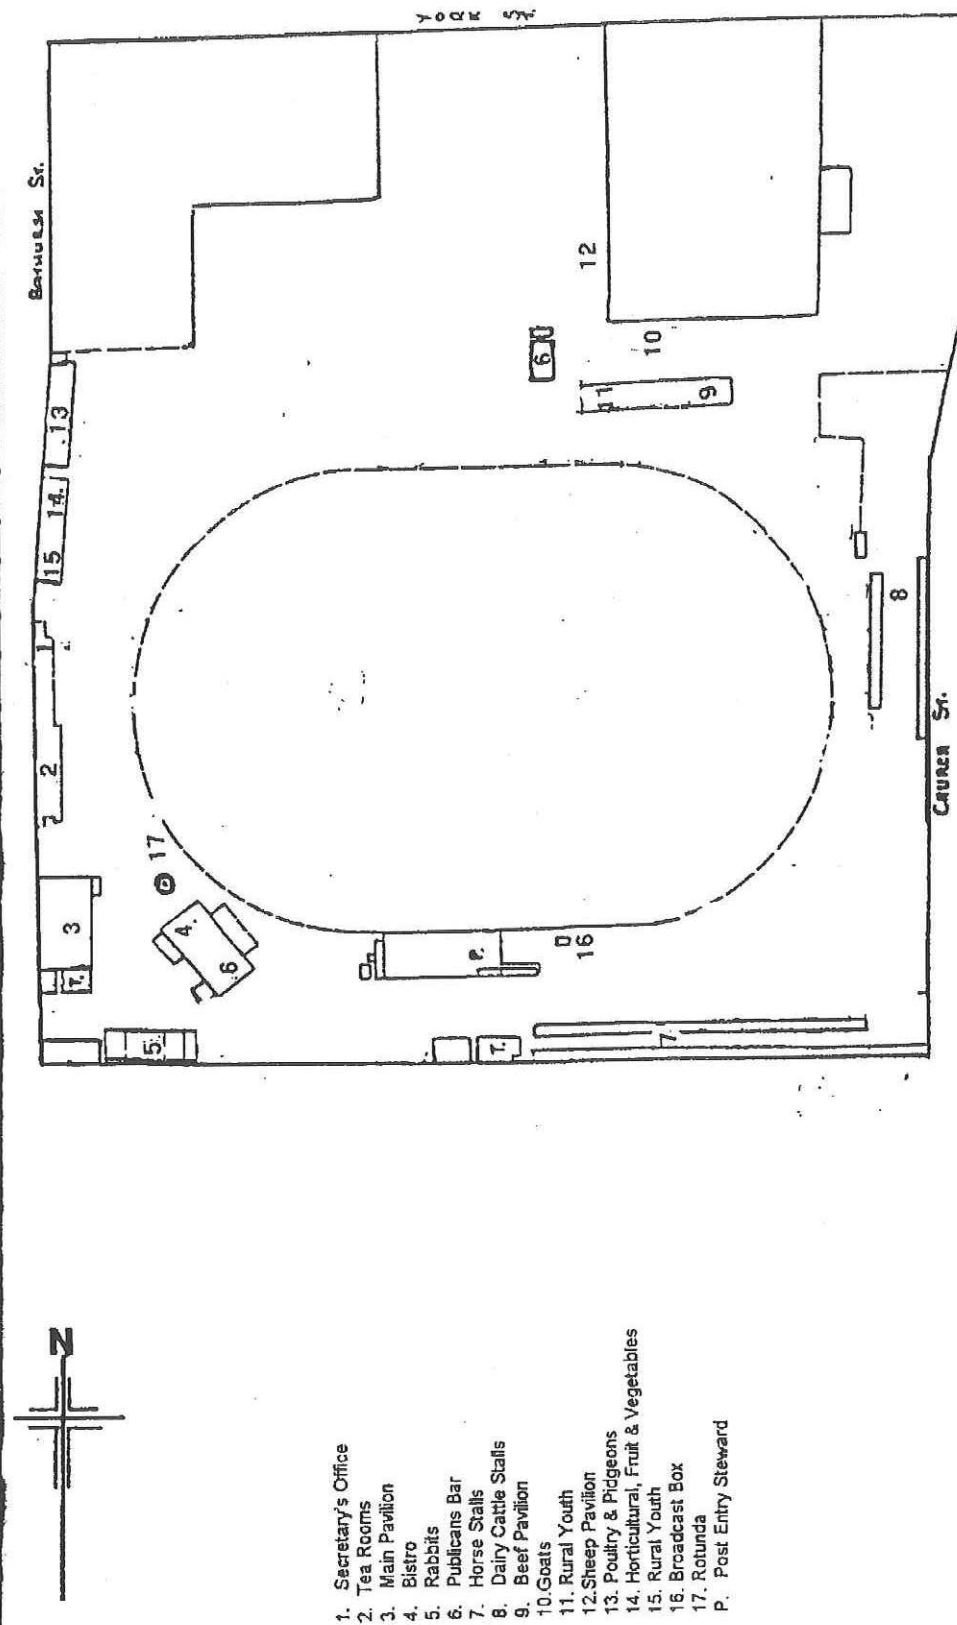 YORK ST.
BATHURST ST.
13
14.
15
1
2
17
3
T.
4.
6
5
12
6
10
11
9
8
CHURCH ST.
P.
16
T.
7
N
1. Secretary's Office
2. Tea Rooms
3. Main Pavilion
4. Bistro
5. Rabbits
6. Publicans Bar
7. Horse Stalls
8. Dairy Cattle Stalls
9. Beef Pavilion
10.Goats
11. Rural Youth
12.Sheep Pavilion
13. Poultry & Pidgeons
14. Horticultural, Fruit & Vegetables
15. Rural Youth
16. Broadcast Box
17. Rotunda
P. Post Entry Steward